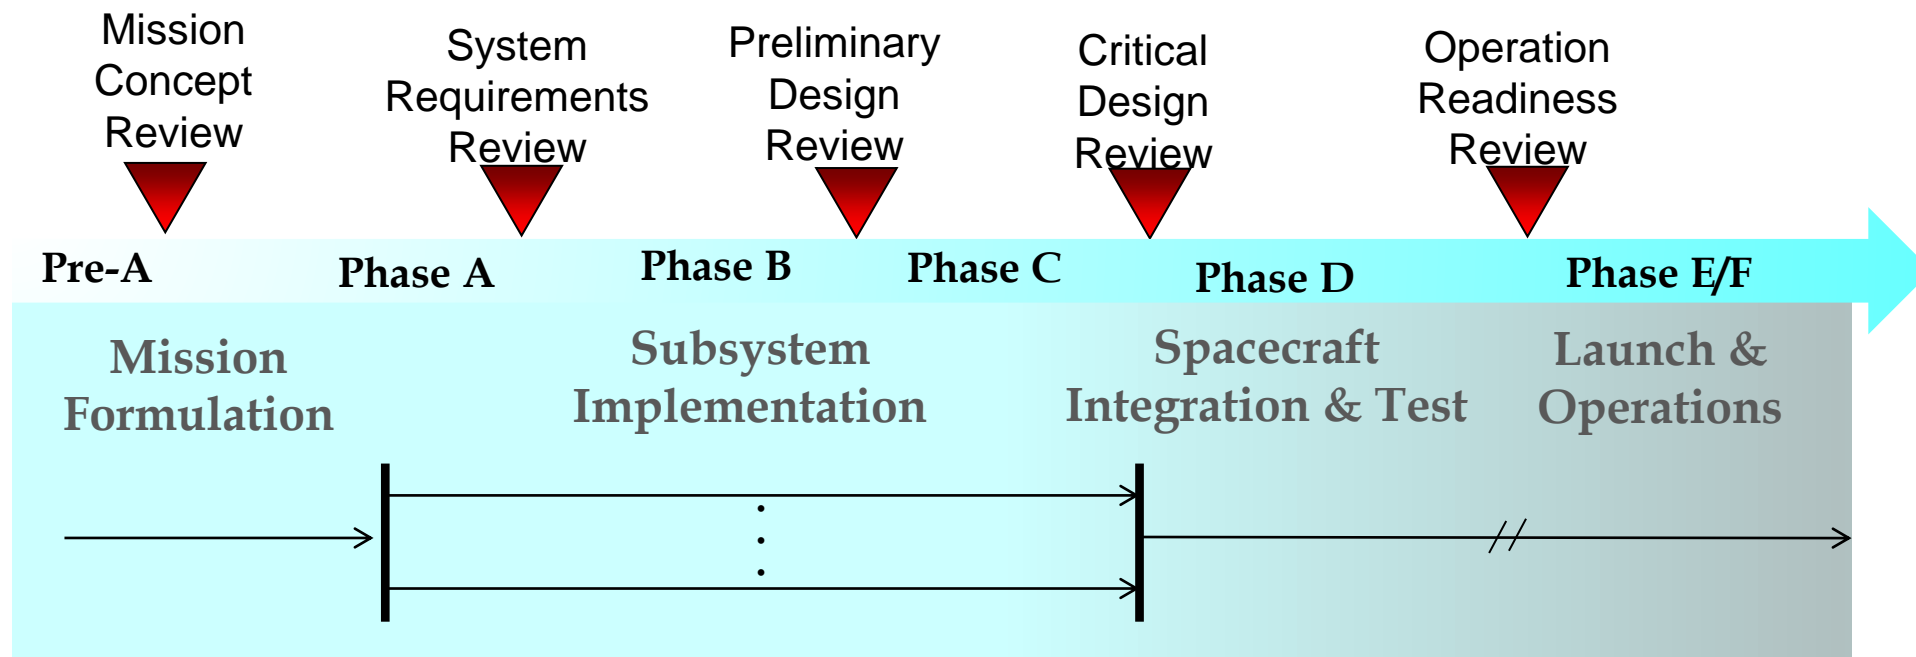 Mission
Concept
Review
System
Requirements
Review
Preliminary
Design
Review
Critical
Design
Review
Operation
Readiness
Review
Pre-A
Phase A
Phase B
Phase C
Phase D
Phase E/F
Mission
Formulation
Subsystem
Implementation
Spacecraft
Integration & Test
Launch &
Operations